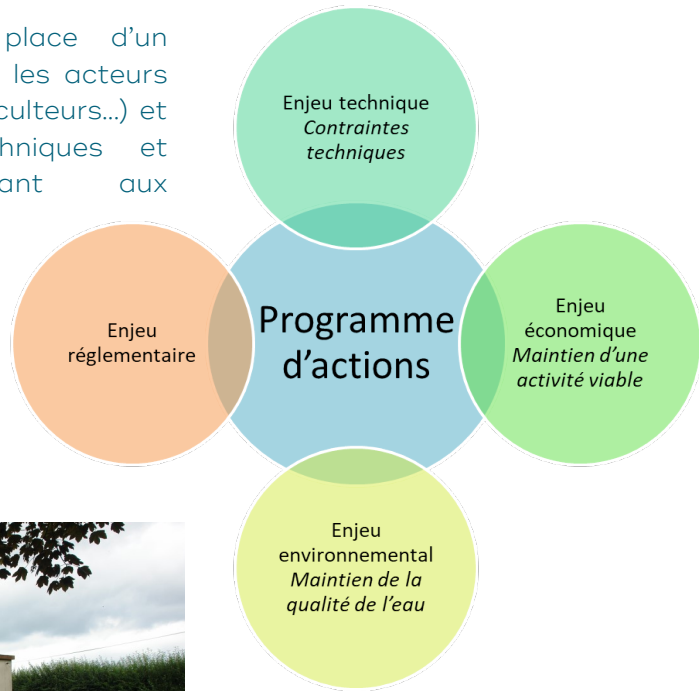 place d’un
les acteurs
culteurs...) et
hniques et
ant aux
Enjeu technique
Contraintes
techniques
Enjeu
réglementaire
Programme
d’actions
Enjeu
économique
Maintien d’une
activité viable
Enjeu
environnemental
Maintien de la
qualité de l’eau